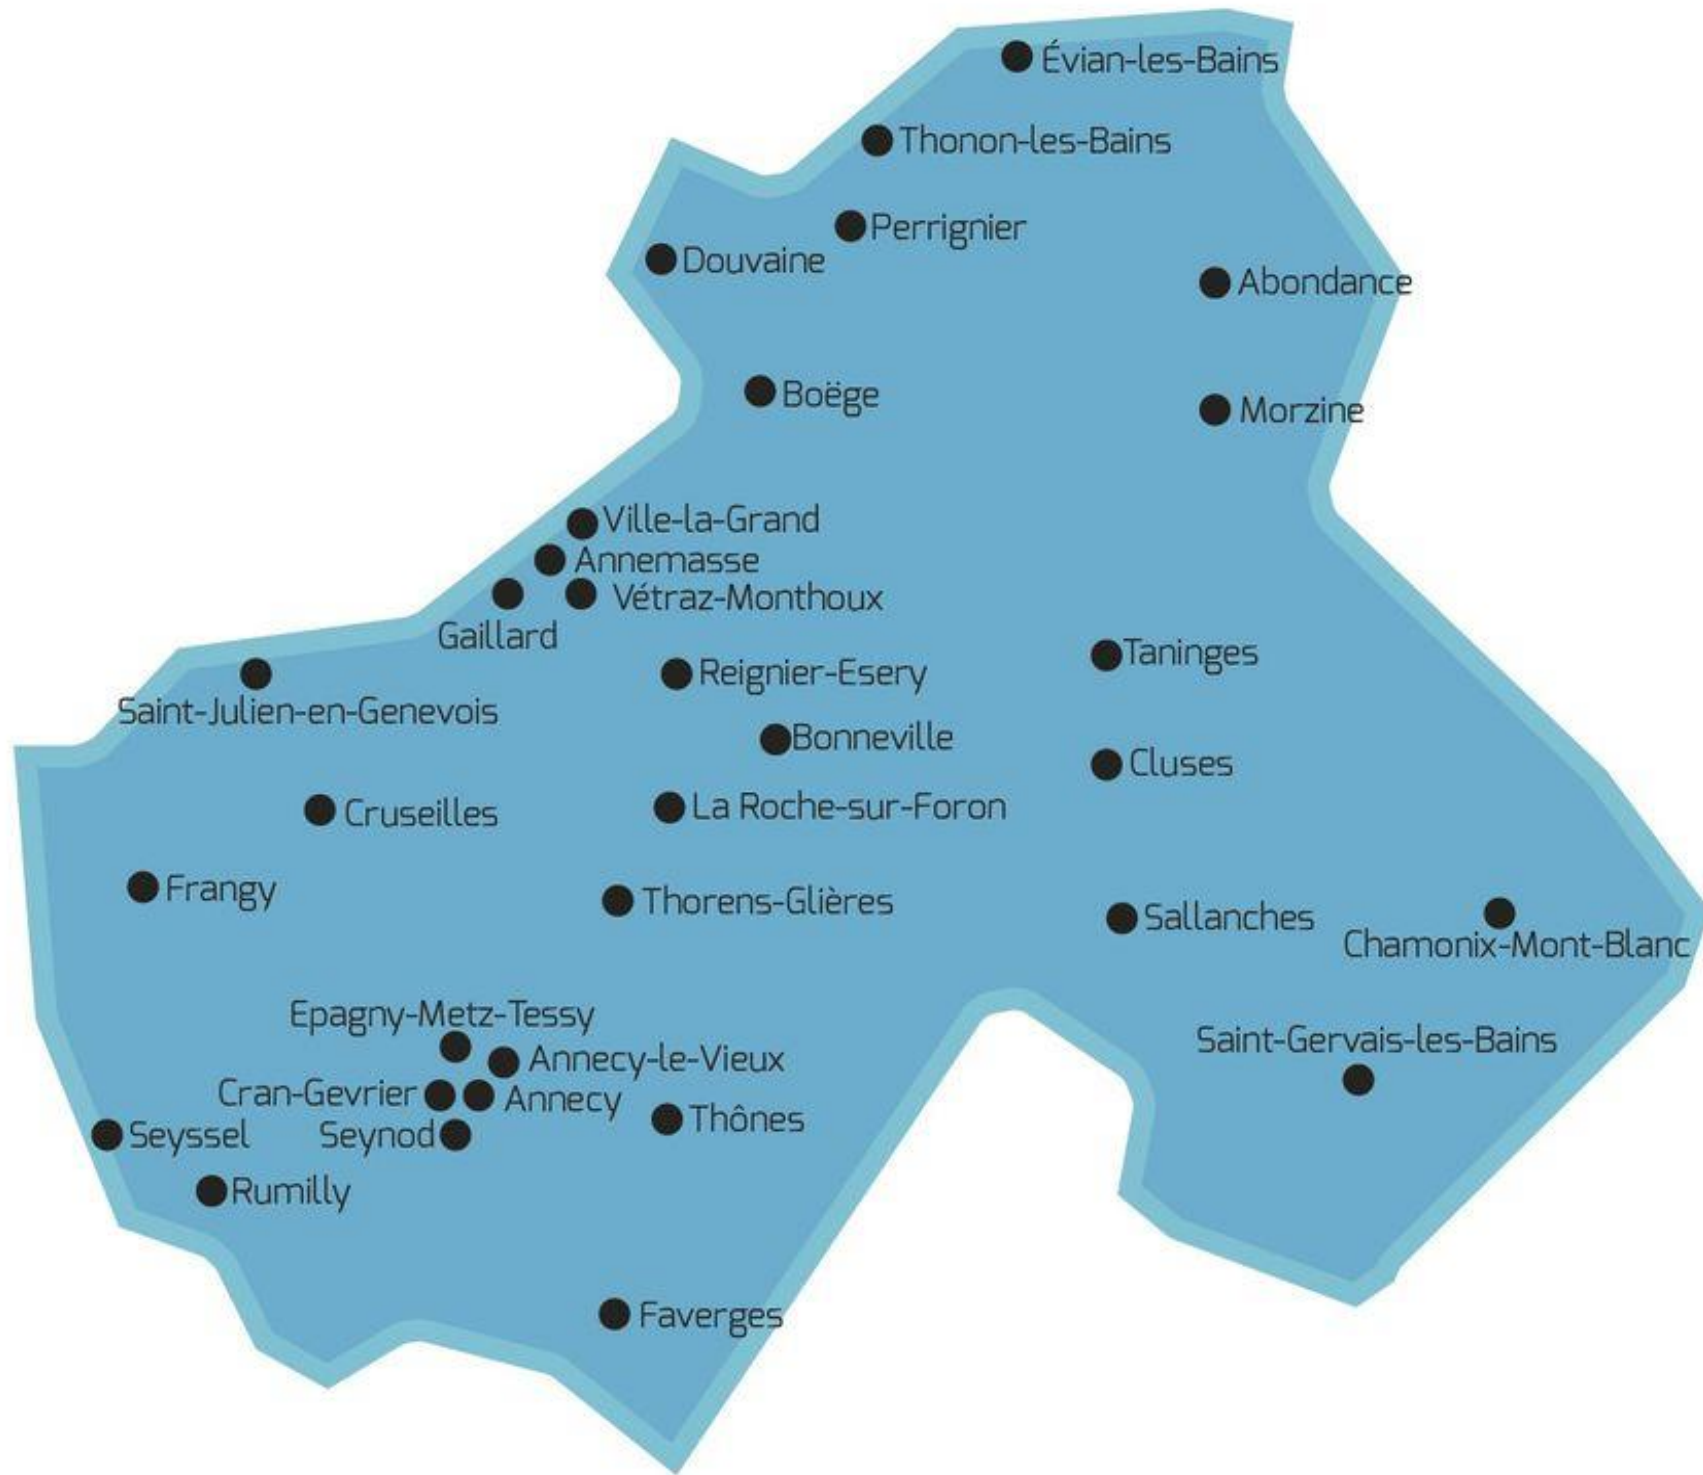 Évian-les-Bains
Thonon-les-Bains
Perrignier
Douvaine
Abondance
Boëge
Morzine
Ville-la-Grand
Annemasse
Vétraz-Monthoux
Gaillard
Taninges
Reignier-Esery
Saint-Julien-en-Genevois
Bonneville
Cluses
La Roche-sur-Foron
Cruseilles
Frangy
Thorens-Glières
Sallanches
Chamonix-Mont-Blanc
Epagny-Metz-Tessy
Saint-Gervais-les-Bains
Annecy-le-Vieux
Cran-Gevrier
Annecy
Thônes
Seyssel
Seynod
Rumilly
Faverges